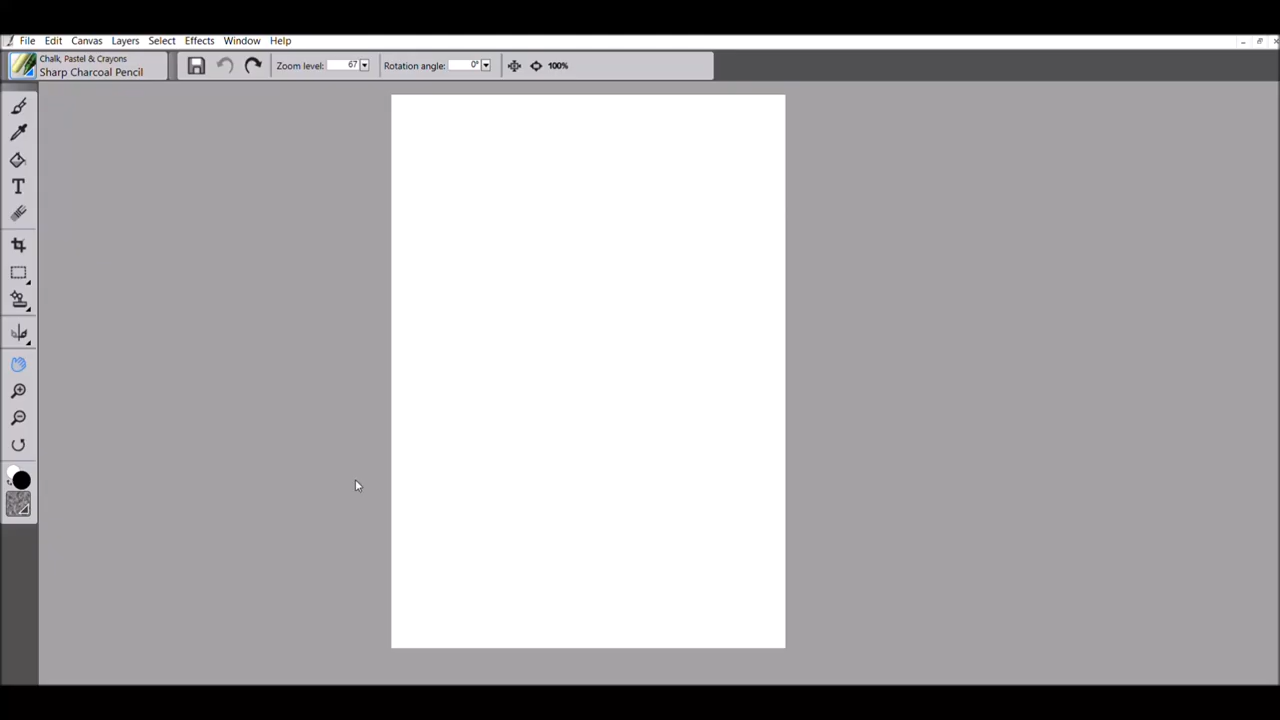 File Edit Canvas Layers Select Effects Window Help
Chalk, Pastel & Crayons
Sharp Charcoal Pencil
Zoom level: 67 Rotation angle: 0° 100%
T